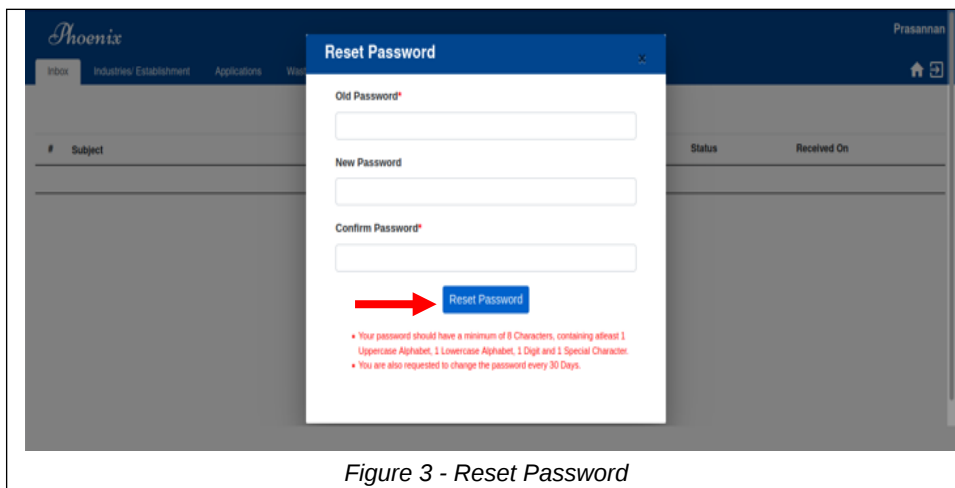 Phoenix
Prasannan
Reset Password
x
Inbox Industries/ Establishment Applications
Old Password*
# Subject
Status Received On
New Password
Confirm Password*
Reset Password
• Your password should have a minimum of 8 Characters, containing atleast 1
Uppercase Alphabet, 1 Lowercase Alphabet, 1 Digit and 1 Special Character.
• You are also requested to change the password every 30 Days.
Figure 3 - Reset Password